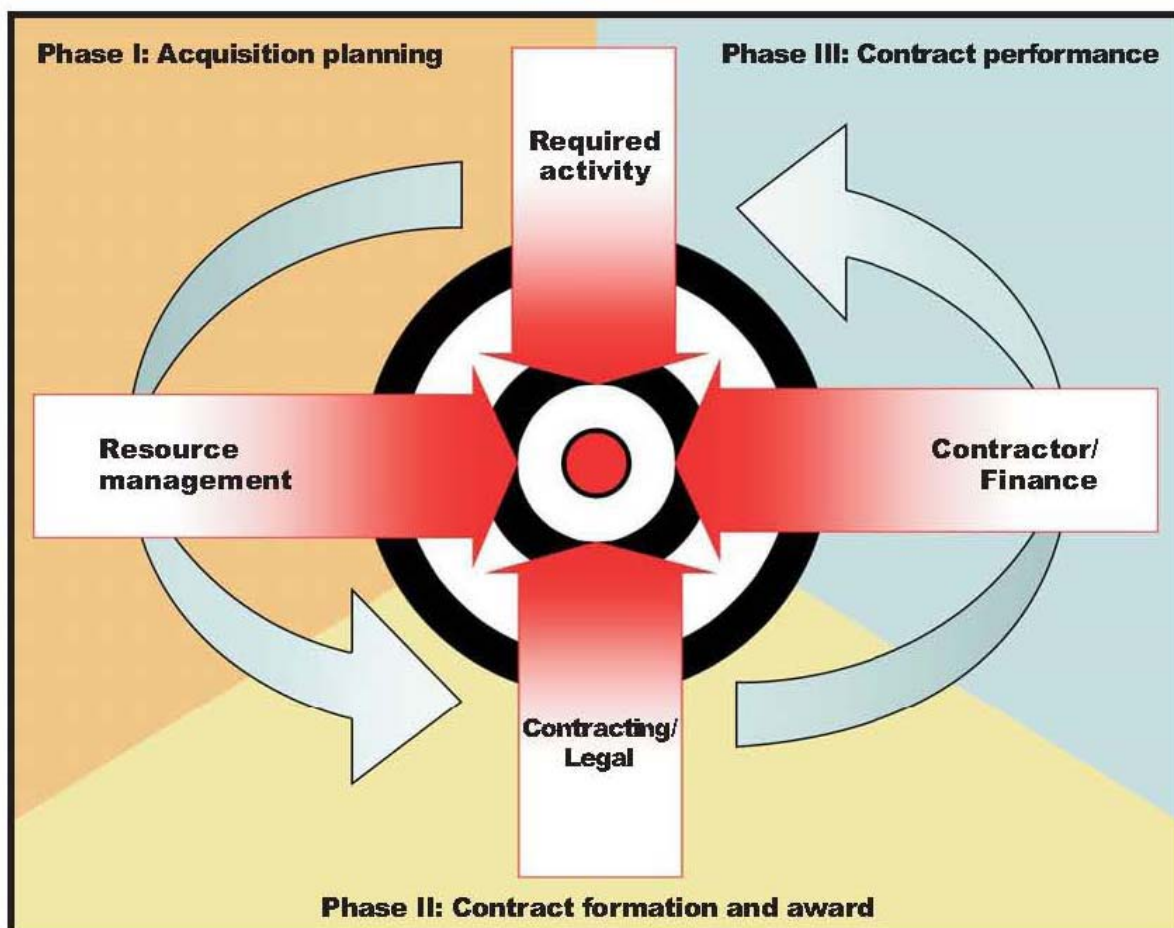 Phase I: Acquisition planning
Phase III: Contract performance
Required
activity
Resource
management
Contractor/
Finance
Contracting/
Legal
Phase II: Contract formation and award